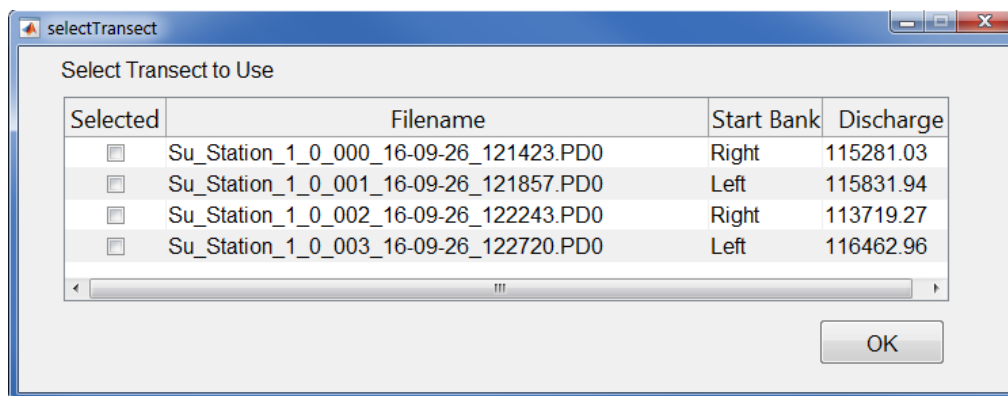 selectTransect
Select Transect to Use
Selected Filename Start Bank Discharge
Su_Station_1_0_000_16-09-26_121423.PD0 Right 115281.03
Su_Station_1_0_001_16-09-26_121857.PD0 Left 115831.94
Su_Station_1_0_002_16-09-26_122243.PD0 Right 113719.27
Su_Station_1_0_003_16-09-26_122720.PD0 Left 116462.96
OK